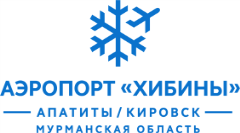 АЭРОПОРТ «ХИБИНЫ»
АПАТИТЫ / КИРОВСК
МУРМАНСКАЯ ОБЛАСТЬ